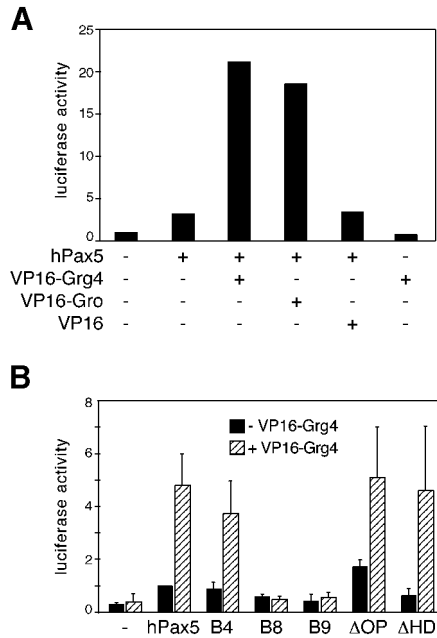 A
luciferase activity
25
20
15
10
5
0
hPax5 - + + + + -
VP16-Grg4 - - + - - +
VP16-Gro - - - + - -
VP16 - - - - + -
B
luciferase activity
8
6
4
2
0
- VP16-Grg4
+ VP16-Grg4
- hPax5 B4 B8 B9 ΔOP ΔHD